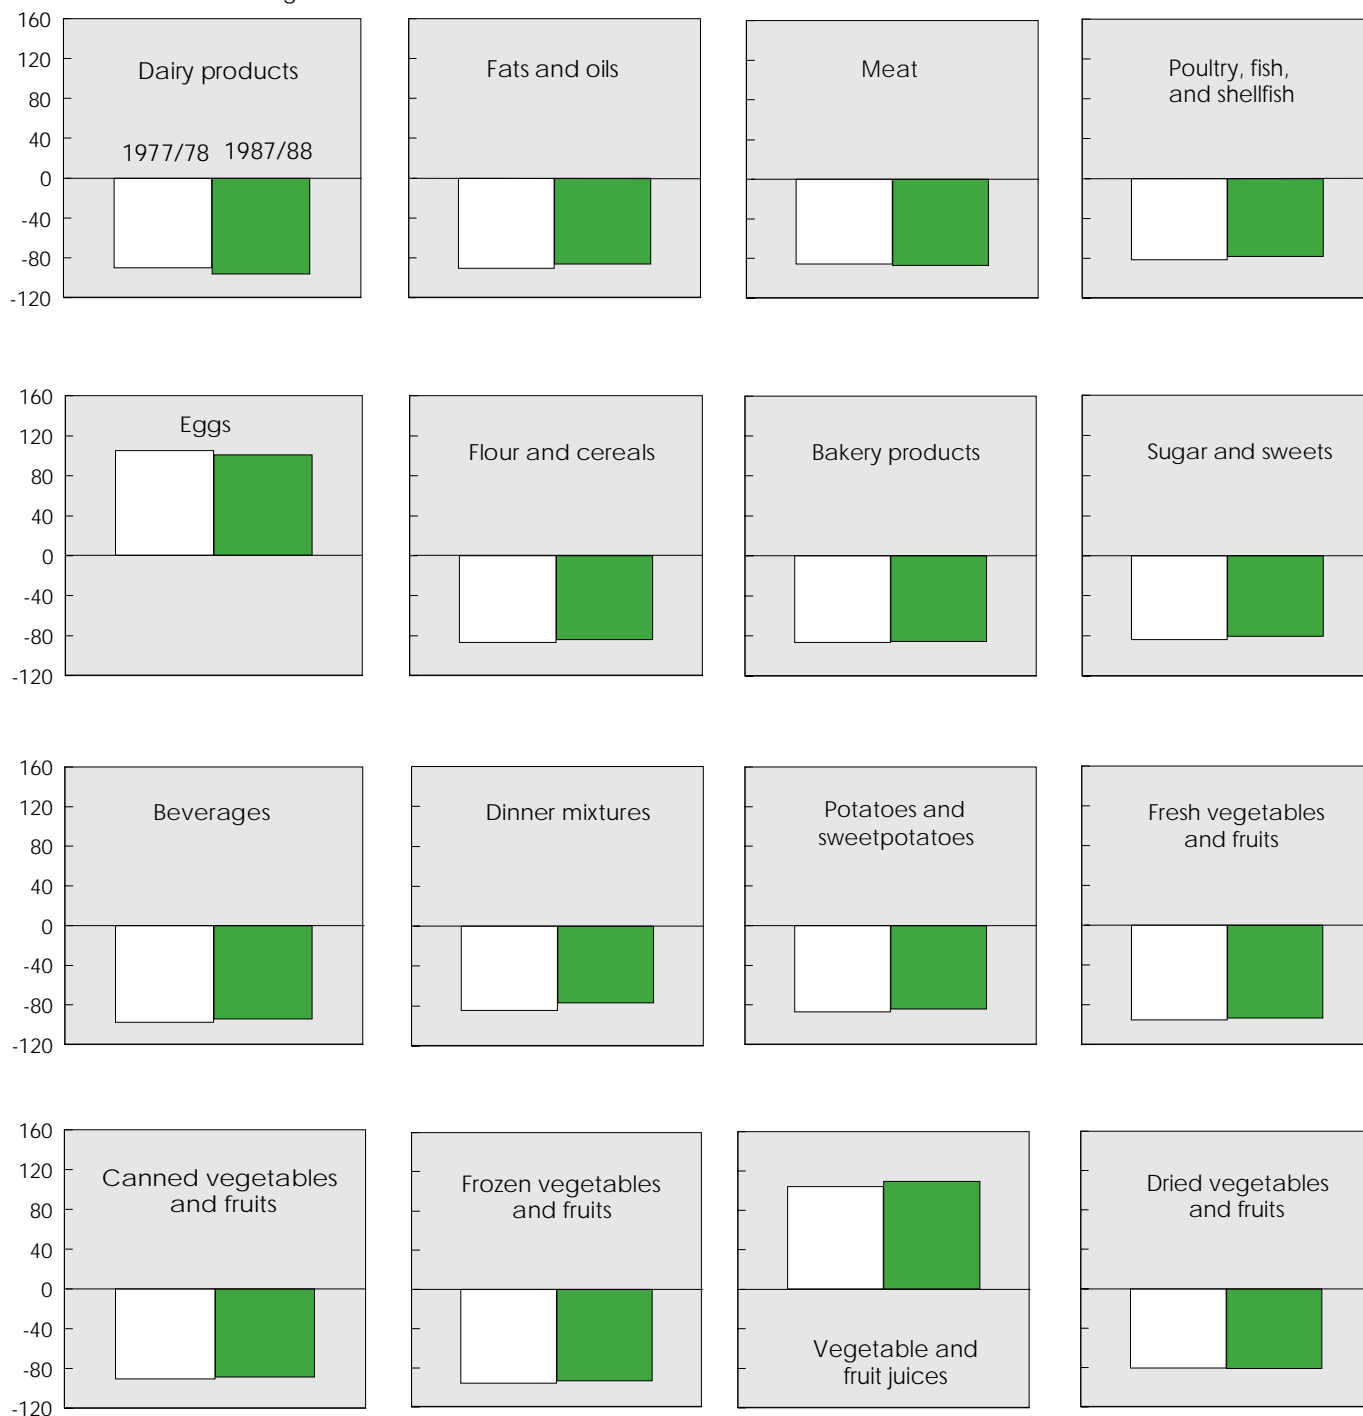 160
120
80
40
0
-40
-80
-120
Dairy products
1977/78 1987/88
Fats and oils
Meat
Poultry, fish,
and shellfish
160
120
80
40
0
-40
-80
-120
Eggs
Flour and cereals
Bakery products
Sugar and sweets
160
120
80
40
0
-40
-80
-120
Beverages
Dinner mixtures
Potatoes and
sweetpotatoes
Fresh vegetables
and fruits
160
120
80
40
0
-40
-80
-120
Canned vegetables
and fruits
Frozen vegetables
and fruits
Vegetable and
fruit juices
Dried vegetables
and fruits